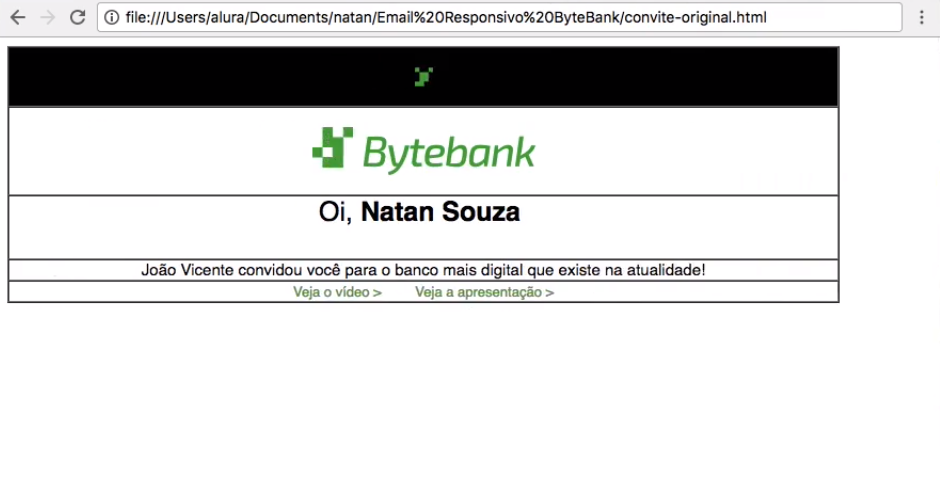 file:///Users/alura/Documents/natan/Email%20Responsivo%20ByteBank/convite-original.html
Bytebank
Oi, Natan Souza
João Vicente convidou você para o banco mais digital que existe na atualidade!
Veja o vídeo > Veja a apresentação >